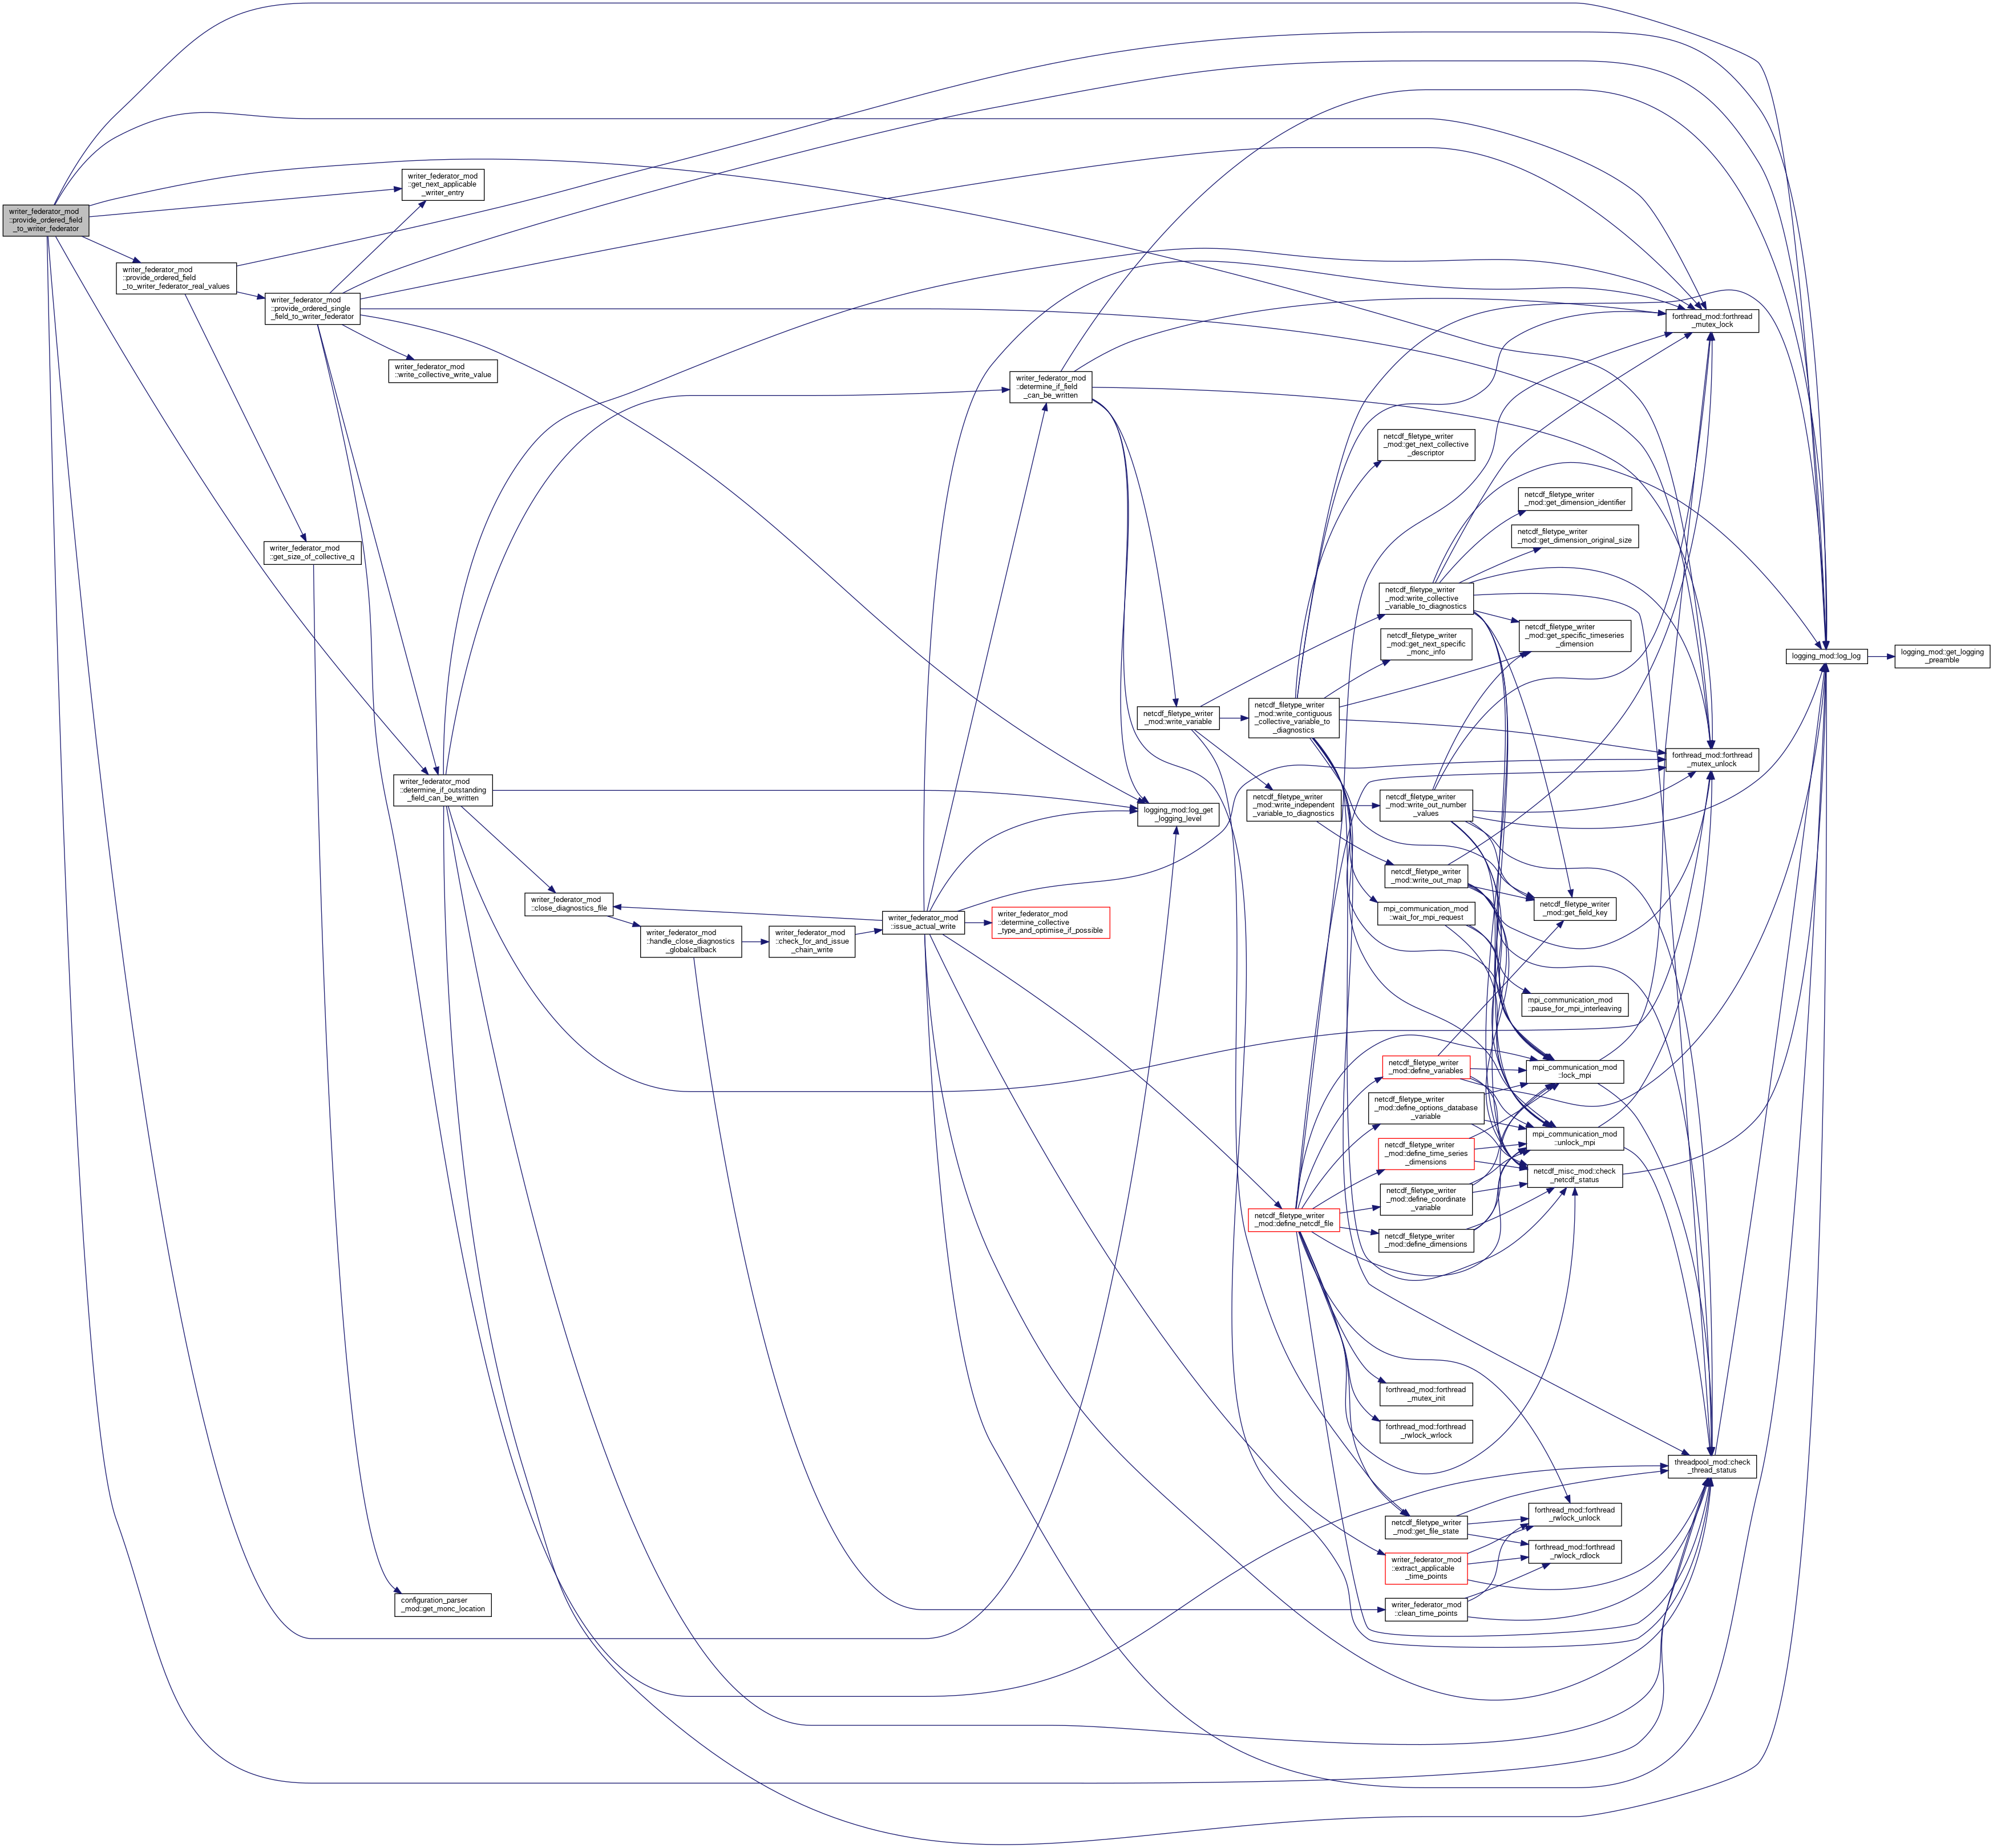 writer_federator_mod
::provide_ordered_field
_to_writer_federator
writer_federator_mod
::get_next_applicable
_writer_entry
writer_federator_mod
::provide_ordered_field
_to_writer_federator_real_values
writer_federator_mod
::provide_ordered_single
_field_to_writer_federator
writer_federator_mod
::write_collective_write_value
writer_federator_mod
::get_size_of_collective_q
writer_federator_mod
::determine_if_outstanding
_field_can_be_written
configuration_parser
_mod::get_monc_location
writer_federator_mod
::close_diagnostics_file
writer_federator_mod
::handle_close_diagnostics
_globalcallback
writer_federator_mod
::check_for_and_issue
_chain_write
writer_federator_mod
::issue_actual_write
writer_federator_mod
::determine_if_field
_can_be_written
writer_federator_mod
::determine_collective
_type_and_optimise_if_possible
logging_mod::log_get
_logging_level
netcdf_filetype_writer
_mod::write_variable
netcdf_filetype_writer
_mod::write_contiguous
_collective_variable_to
_diagnostics
netcdf_filetype_writer
_mod::write_independent
_variable_to_diagnostics
netcdf_filetype_writer
_mod::define_netcdf_file
netcdf_filetype_writer
_mod::get_next_collective
_descriptor
netcdf_filetype_writer
_mod::get_dimension_identifier
netcdf_filetype_writer
_mod::get_dimension_original_size
netcdf_filetype_writer
_mod::write_collective
_variable_to_diagnostics
netcdf_filetype_writer
_mod::get_specific_timeseries
_dimension
netcdf_filetype_writer
_mod::get_next_specific
_monc_info
netcdf_filetype_writer
_mod::write_out_number
_values
netcdf_filetype_writer
_mod::write_out_map
netcdf_filetype_writer
_mod::get_field_key
mpi_communication_mod
::wait_for_mpi_request
mpi_communication_mod
::pause_for_mpi_interleaving
netcdf_filetype_writer
_mod::define_variables
mpi_communication_mod
::lock_mpi
netcdf_filetype_writer
_mod::define_options_database
_variable
mpi_communication_mod
::unlock_mpi
netcdf_filetype_writer
_mod::define_time_series
_dimensions
netcdf_misc_mod::check
_netcdf_status
netcdf_filetype_writer
_mod::define_coordinate
_variable
netcdf_filetype_writer
_mod::define_dimensions
forthread_mod::forthread
_mutex_init
forthread_mod::forthread
_rwlock_wrlock
netcdf_filetype_writer
_mod::get_file_state
forthread_mod::forthread
_rwlock_unlock
writer_federator_mod
::extract_applicable
_time_points
forthread_mod::forthread
_rwlock_rdlock
writer_federator_mod
::clean_time_points
forthread_mod::forthread
_mutex_lock
forthread_mod::forthread
_mutex_unlock
threadpool_mod::check
_thread_status
logging_mod::log_log
logging_mod::get_logging
_preamble